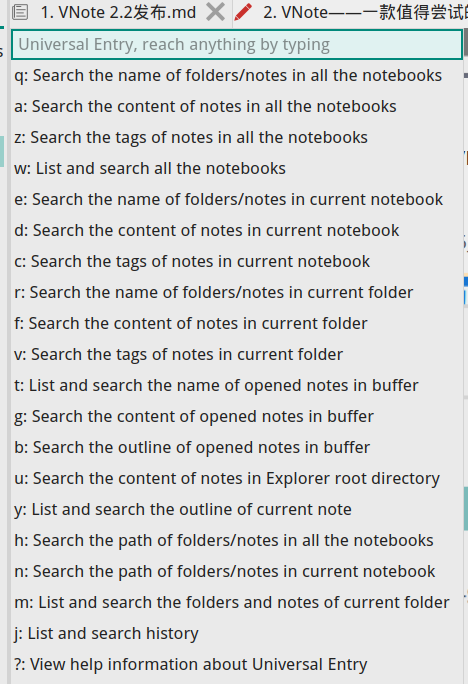 1. VNote 2.2发布.md
2. VNote——一款值得尝试
Universal Entry, reach anything by typing
q: Search the name of folders/notes in all the notebooks
a: Search the content of notes in all the notebooks
z: Search the tags of notes in all the notebooks
w: List and search all the notebooks
e: Search the name of folders/notes in current notebook
d: Search the content of notes in current notebook
c: Search the tags of notes in current notebook
r: Search the name of folders/notes in current folder
f: Search the content of notes in current folder
v: Search the tags of notes in current folder
t: List and search the name of opened notes in buffer
g: Search the content of opened notes in buffer
b: Search the outline of opened notes in buffer
u: Search the content of notes in Explorer root directory
y: List and search the outline of current note
h: Search the path of folders/notes in all the notebooks
n: Search the path of folders/notes in current notebook
m: List and search the folders and notes of current folder
j: List and search history
?: View help information about Universal Entry